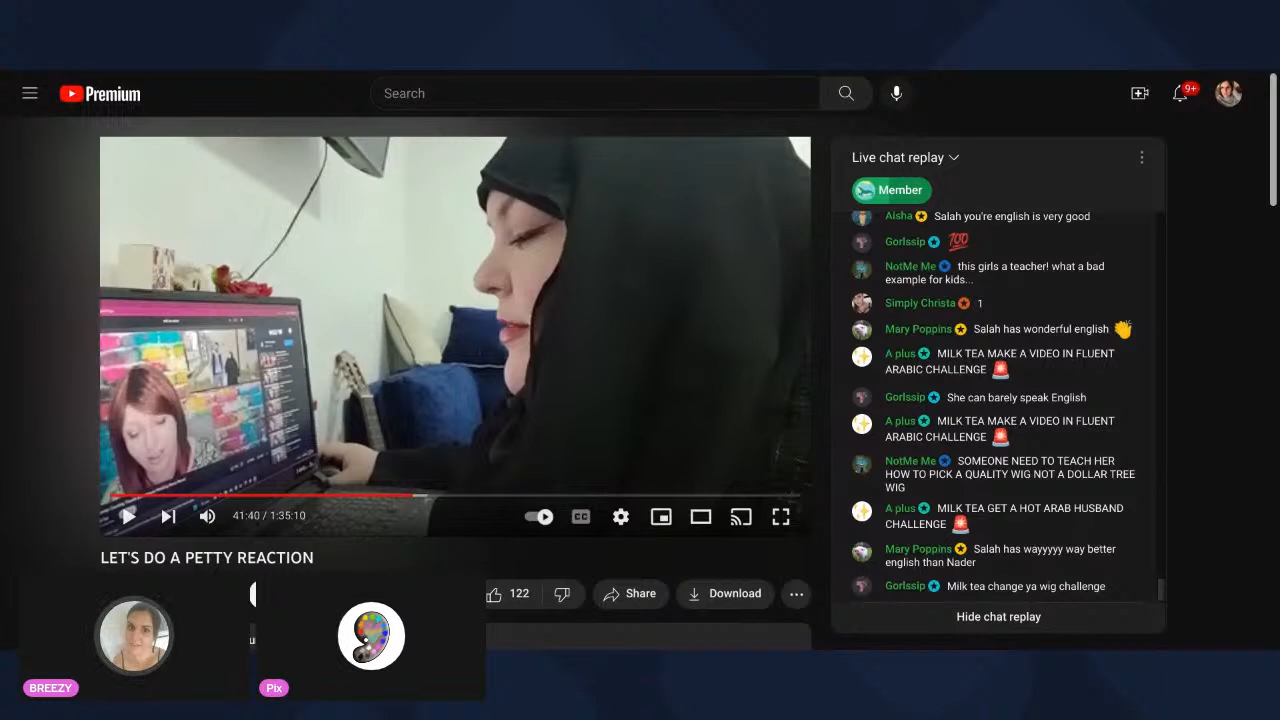 Premium
Search
9+
Live chat replay
Member
Aisha Salah you're english is very good
Gorlssip 💯
NotMe Me this girls a teacher! what a bad
example for kids...
Simply Christa 1
Mary Poppins Salah has wonderful english 👏
A plus MILK TEA MAKE A VIDEO IN FLUENT
ARABIC CHALLENGE 🚨
Gorlssip She can barely speak English
A plus MILK TEA MAKE A VIDEO IN FLUENT
ARABIC CHALLENGE 🚨
NotMe Me SOMEONE NEED TO TEACH HER
HOW TO PICK A QUALITY WIG NOT A DOLLAR TREE
WIG
A plus MILK TEA GET A HOT ARAB HUSBAND
CHALLENGE 🚨
Mary Poppins Salah has wayyyy way better
english than Nader
Gorlssip Milk tea change ya wig challenge
Hide chat replay
41:40 / 1:35:10
CC
LET'S DO A PETTY REACTION
122
Share
Download
BREEZY
Pix